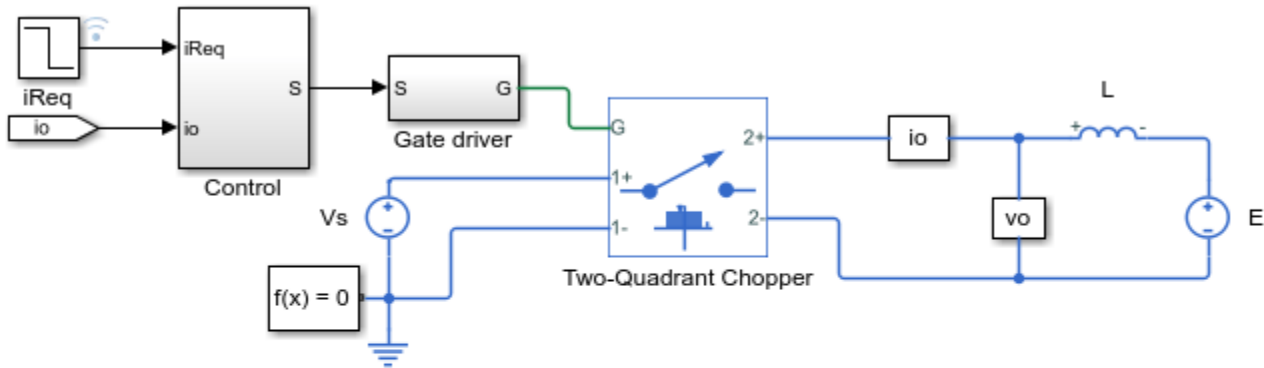 iReq
iReq
io
io
S
Control
S
G
Gate driver
Vs
f(x) = 0
G
1+
1-
2+
2-
Two-Quadrant Chopper
io
vo
L
+
-
+
-
+
-
E